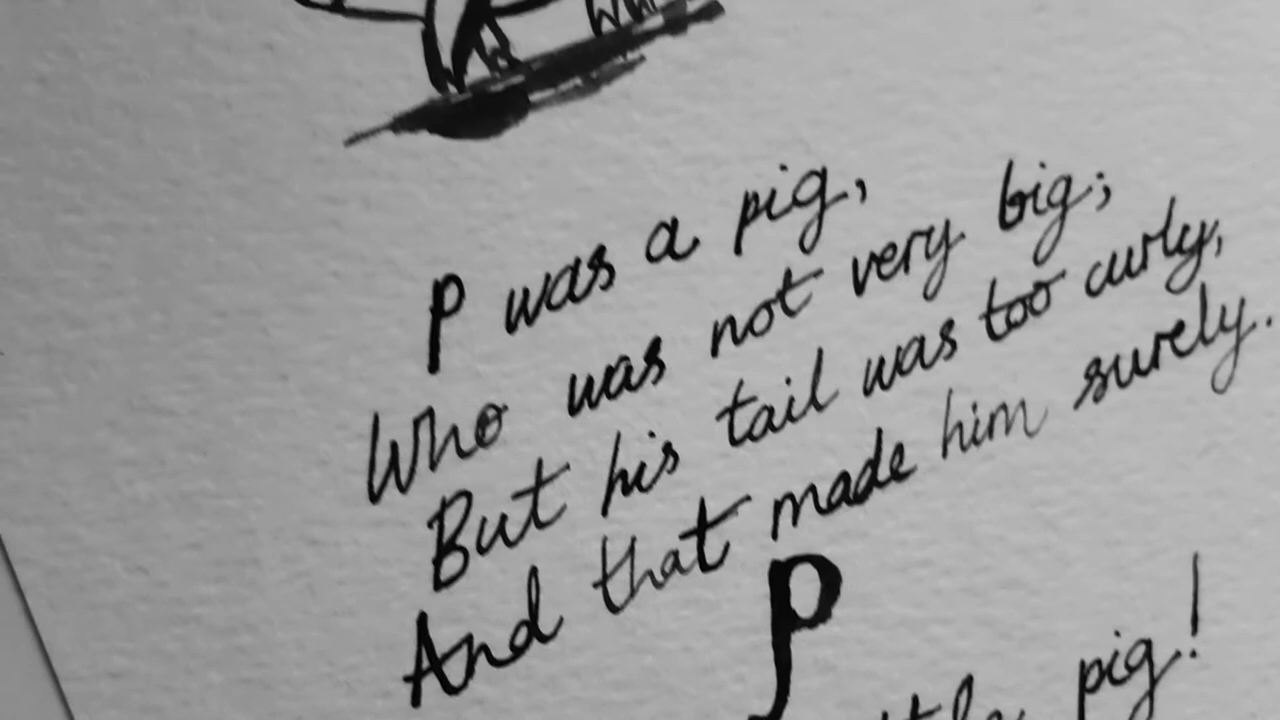 P was a pig,
Who was not very big;
But his tail was too curly,
And that made him surely.
P
pig!